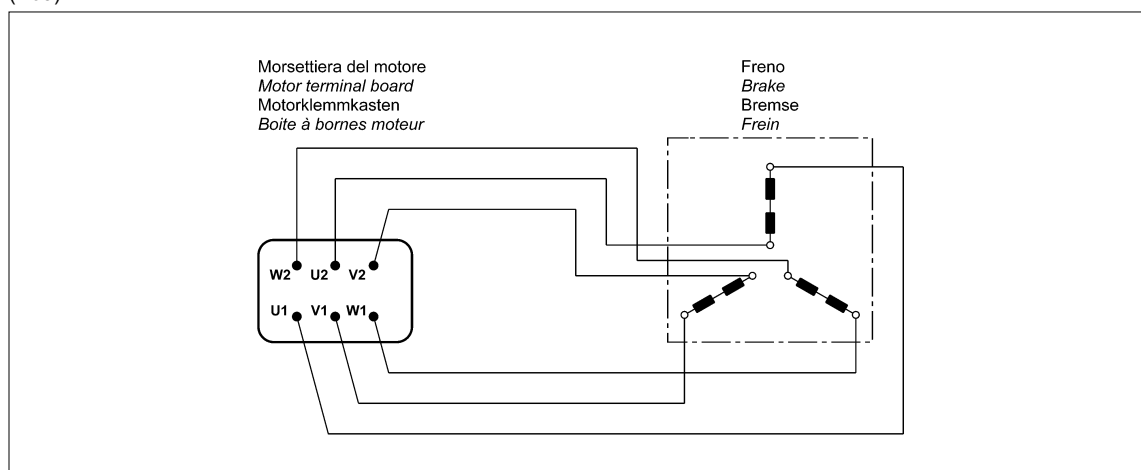 Morsettiera del motore
Motor terminal board
Motorklemmkasten
Boite à bornes moteur
Freno
Brake
Bremse
Frein
W2 U2 V2
U1 V1 W1